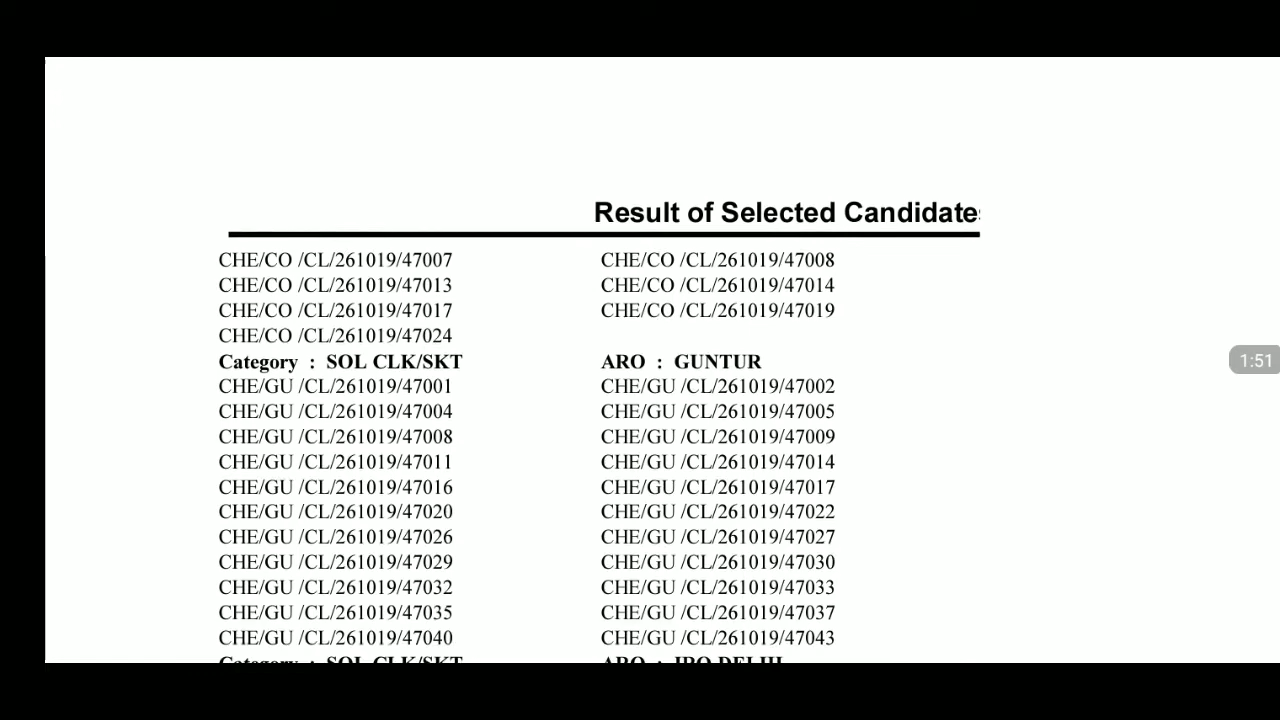 Result of Selected Candidates
CHE/CO /CL/261019/47007 CHE/CO /CL/261019/47008
CHE/CO /CL/261019/47013 CHE/CO /CL/261019/47014
CHE/CO /CL/261019/47017 CHE/CO /CL/261019/47019
CHE/CO /CL/261019/47024
Category : SOL CLK/SKT ARO : GUNTUR
CHE/GU /CL/261019/47001 CHE/GU /CL/261019/47002
CHE/GU /CL/261019/47004 CHE/GU /CL/261019/47005
CHE/GU /CL/261019/47008 CHE/GU /CL/261019/47009
CHE/GU /CL/261019/47011 CHE/GU /CL/261019/47014
CHE/GU /CL/261019/47016 CHE/GU /CL/261019/47017
CHE/GU /CL/261019/47020 CHE/GU /CL/261019/47022
CHE/GU /CL/261019/47026 CHE/GU /CL/261019/47027
CHE/GU /CL/261019/47029 CHE/GU /CL/261019/47030
CHE/GU /CL/261019/47032 CHE/GU /CL/261019/47033
CHE/GU /CL/261019/47035 CHE/GU /CL/261019/47037
CHE/GU /CL/261019/47040 CHE/GU /CL/261019/47043
Category : SOL CLK/SKT ARO : IRO DELHI
1:51